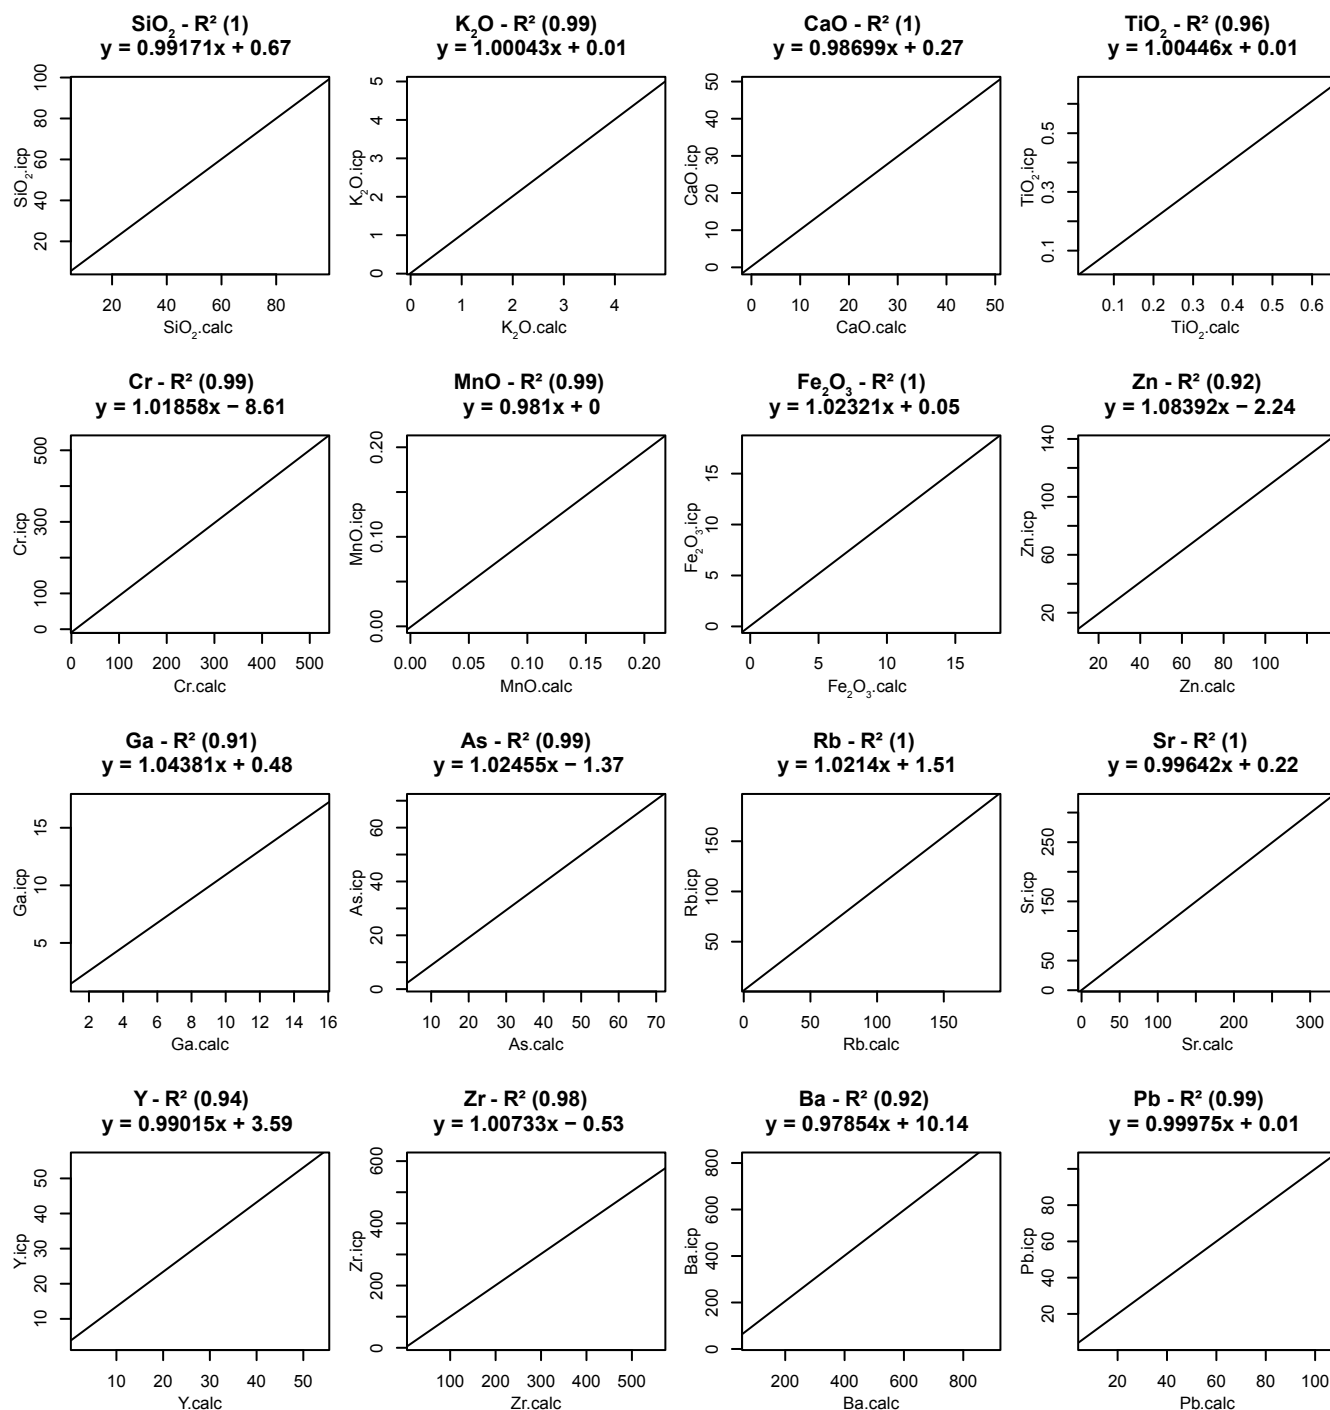 SiO₂ - R² (1)
y = 0.99171x + 0.67
SiO₂.icp
100
80
60
40
20
20 40 60 80
SiO₂.calc
K₂O - R² (0.99)
y = 1.00043x + 0.01
K₂O.icp
5
4
3
2
1
0
0 1 2 3 4
K₂O.calc
CaO - R² (1)
y = 0.98699x + 0.27
CaO.icp
50
40
30
20
10
0
0 10 20 30 40 50
CaO.calc
TiO₂ - R² (0.96)
y = 1.00446x + 0.01
TiO₂.icp
0.5
0.3
0.1
0.1 0.2 0.3 0.4 0.5 0.6
TiO₂.calc
Cr - R² (0.99)
y = 1.01858x − 8.61
Cr.icp
500
300
100
0
0 100 200 300 400 500
Cr.calc
MnO - R² (0.99)
y = 0.981x + 0
MnO.icp
0.20
0.10
0.00
0.00 0.05 0.10 0.15 0.20
MnO.calc
Fe₂O₃ - R² (1)
y = 1.02321x + 0.05
Fe₂O₃.icp
15
10
5
0
0 5 10 15
Fe₂O₃.calc
Zn - R² (0.92)
y = 1.08392x − 2.24
Zn.icp
140
100
60
20
20 40 60 80 100
Zn.calc
Ga - R² (0.91)
y = 1.04381x + 0.48
Ga.icp
15
10
5
2 4 6 8 10 12 14 16
Ga.calc
As - R² (0.99)
y = 1.02455x − 1.37
As.icp
60
40
20
0
10 20 30 40 50 60 70
As.calc
Rb - R² (1)
y = 1.0214x + 1.51
Rb.icp
150
100
50
0 50 100 150
Rb.calc
Sr - R² (1)
y = 0.99642x + 0.22
Sr.icp
250
150
50
0
0 50 100 200 300
Sr.calc
Y - R² (0.94)
y = 0.99015x + 3.59
Y.icp
50
40
30
20
10
10 20 30 40 50
Y.calc
Zr - R² (0.98)
y = 1.00733x − 0.53
Zr.icp
600
400
200
0
100 200 300 400 500
Zr.calc
Ba - R² (0.92)
y = 0.97854x + 10.14
Ba.icp
800
600
400
200
0
200 400 600 800
Ba.calc
Pb - R² (0.99)
y = 0.99975x + 0.01
Pb.icp
80
60
40
20
20 40 60 80 100
Pb.calc